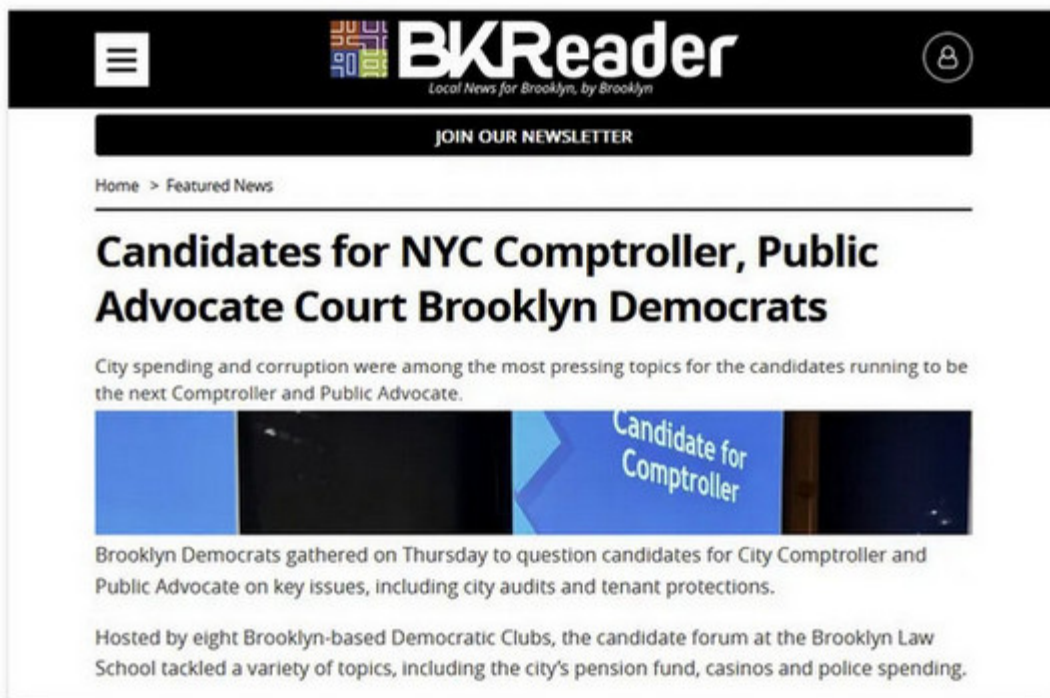 BKReader
Local News for Brooklyn, by Brooklyn
JOIN OUR NEWSLETTER
Home > Featured News
Candidates for NYC Comptroller, Public
Advocate Court Brooklyn Democrats
City spending and corruption were among the most pressing topics for the candidates running to be
the next Comptroller and Public Advocate.
Candidate for
Comptroller
Brooklyn Democrats gathered on Thursday to question candidates for City Comptroller and
Public Advocate on key issues, including city audits and tenant protections.
Hosted by eight Brooklyn-based Democratic Clubs, the candidate forum at the Brooklyn Law
School tackled a variety of topics, including the city's pension fund, casinos and police spending.